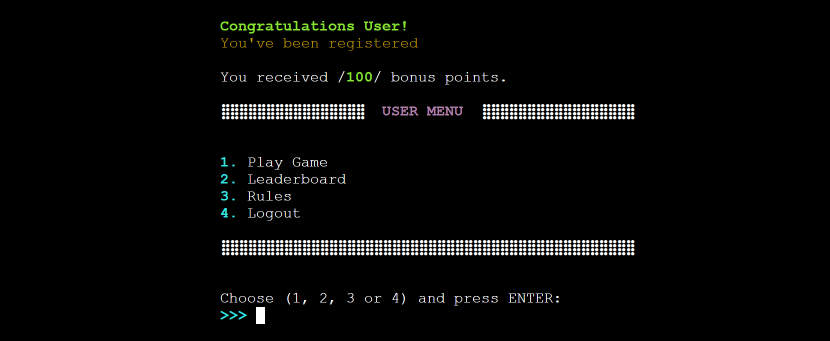 Congratulations User!
You've been registered
You received /100/ bonus points.
USER MENU
1. Play Game
2. Leaderboard
3. Rules
4. Logout
Choose (1, 2, 3 or 4) and press ENTER:
>>>